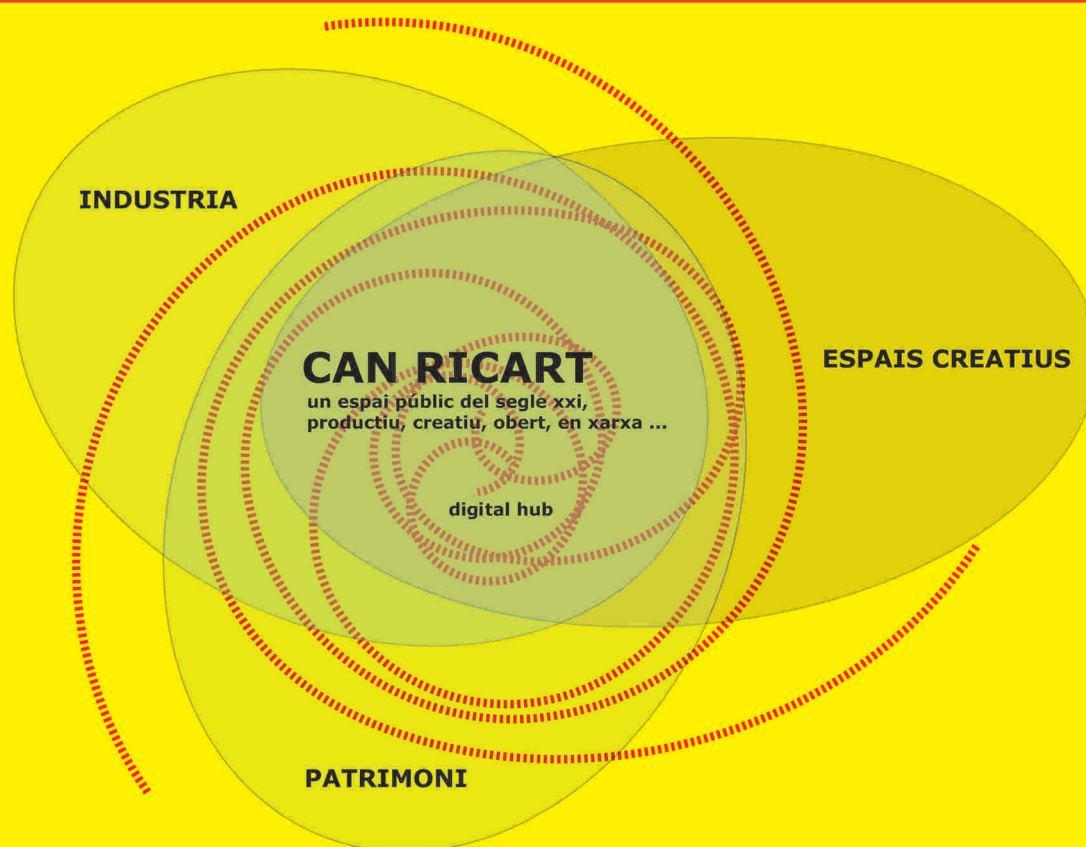 INDUSTRIA
ESPAIS CREATIUS
CAN RICART
un espai públic del segle xxi,
productiu, creatiu, obert, en xarxa ...
digital hub
PATRIMONI